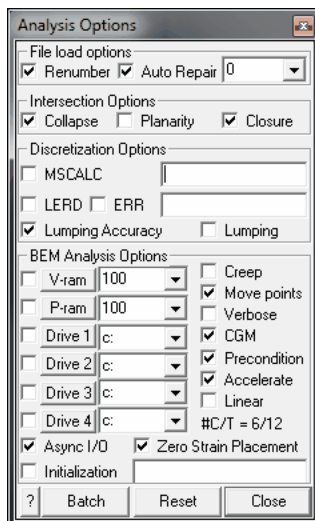 Analysis Options
File load options
Renumber Auto Repair 0
Intersection Options
Collapse Planarity Closure
Discretization Options
MSCALC
LERD ERR
Lumping Accuracy Lumping
BEM Analysis Options
V-ram 100 Creep
P-ram 100 Move points
Verbose
Drive 1 c: CGM
Drive 2 c: Precondition
Drive 3 c: Accelerate
Linear
Drive 4 c: #C/T = 6/12
Async I/O Zero Strain Placement
Initialization
? Batch Reset Close